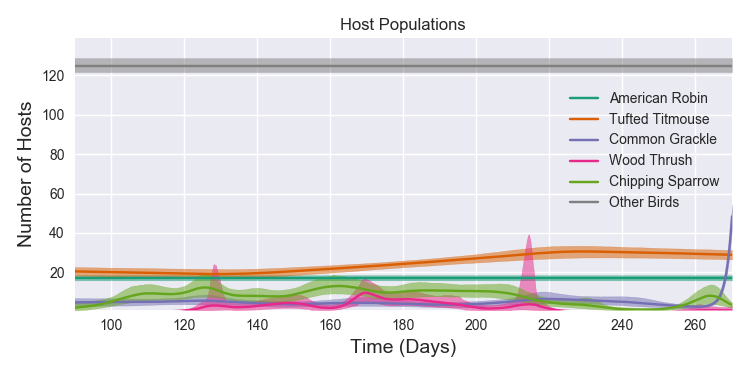 Host Populations
Number of Hosts
120
100
80
60
40
20
American Robin
Tufted Titmouse
Common Grackle
Wood Thrush
Chipping Sparrow
Other Birds
100 120 140 160 180 200 220 240 260
Time (Days)